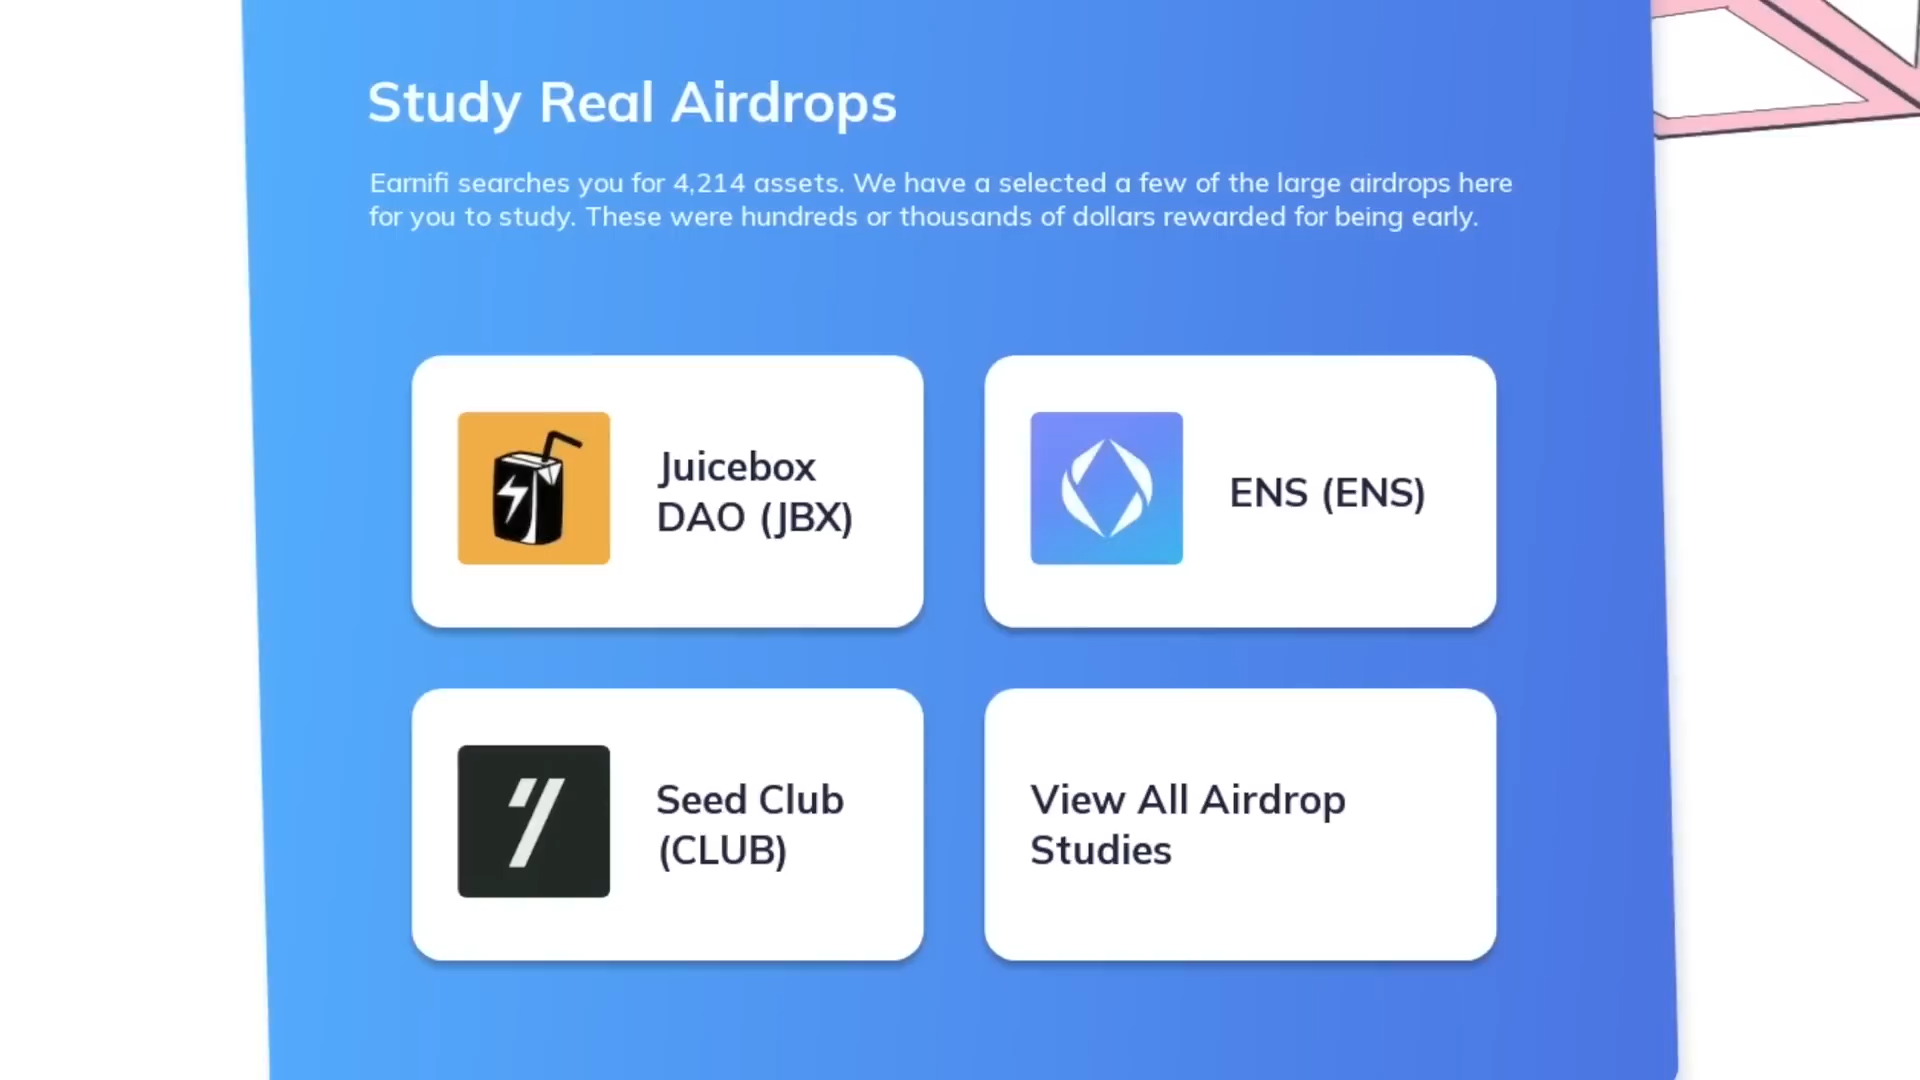 Study Real Airdrops
Earnifi searches you for 4,214 assets. We have a selected a few of the large airdrops here
for you to study. These were hundreds or thousands of dollars rewarded for being early.
Juicebox
DAO (JBX)
ENS (ENS)
Seed Club
(CLUB)
View All Airdrop
Studies